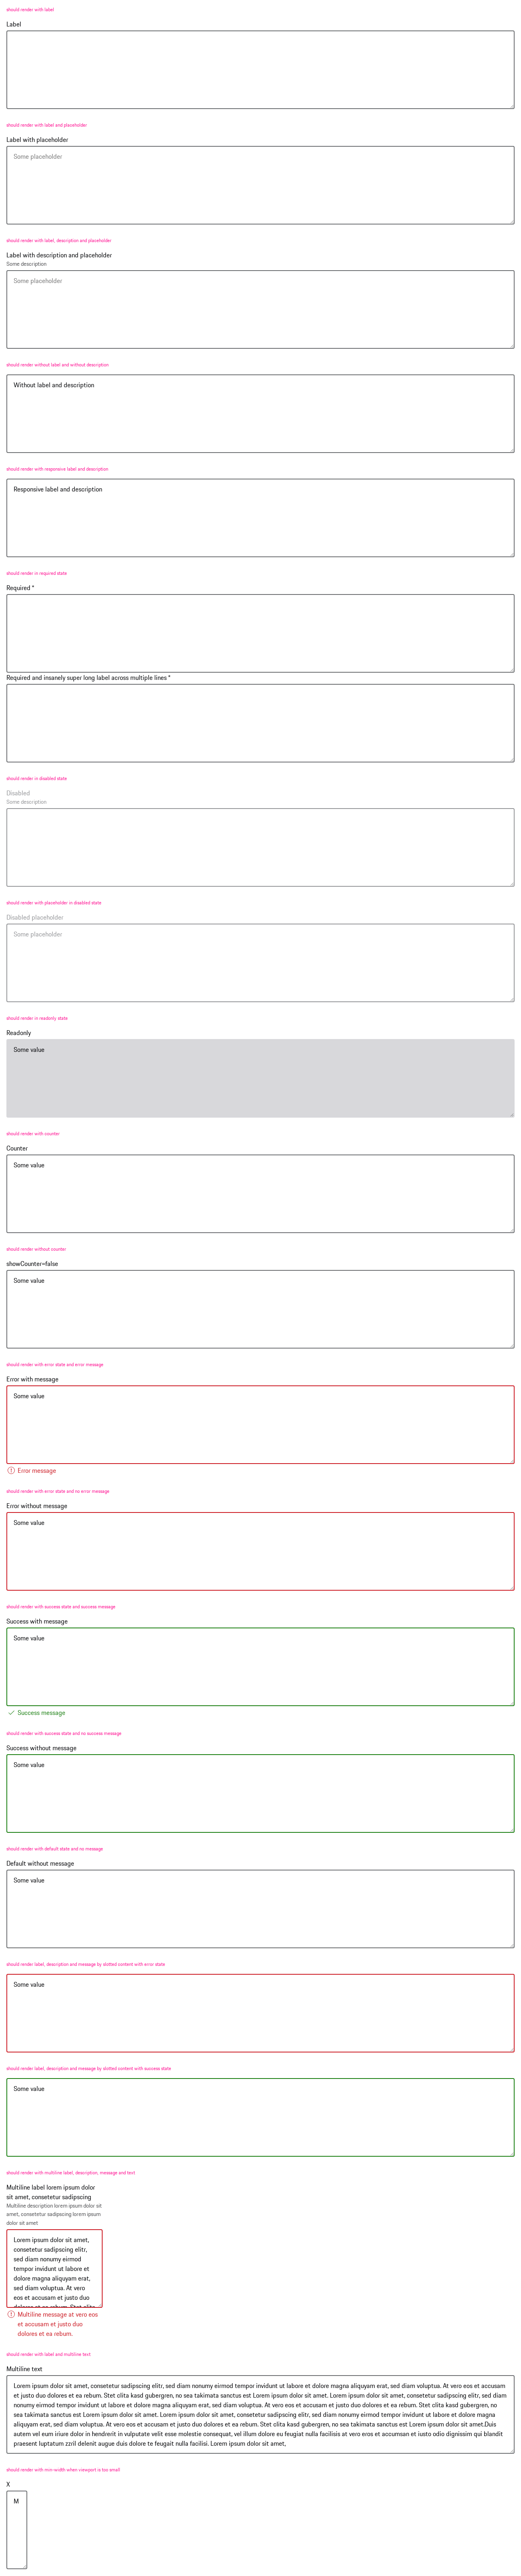 should render with label
Label
should render with label and placeholder
Label with placeholder
Some placeholder
should render with label, description and placeholder
Label with description and placeholder
Some description
Some placeholder
should render without label and without description
Without label and description
should render with responsive label and description
Responsive label and description
should render in required state
Required *
Required and insanely super long label across multiple lines *
should render in disabled state
Disabled
Some description
should render with placeholder in disabled state
Disabled placeholder
Some placeholder
should render in readonly state
Readonly
Some value
should render with counter
Counter
Some value
should render without counter
showCounter=false
Some value
should render with error state and error message
Error with message
Some value
Error message
should render with error state and no error message
Error without message
Some value
should render with success state and success message
Success with message
Some value
Success message
should render with success state and no success message
Success without message
Some value
should render with default state and no message
Default without message
Some value
should render label, description and message by slotted content with error state
Some value
should render label, description and message by slotted content with success state
Some value
should render with multiline label, description, message and text
Multiline label lorem ipsum dolor
sit amet, consetetur sadipscing
Multiline description lorem ipsum dolor sit
amet, consetetur sadipscing lorem ipsum
dolor sit amet
Lorem ipsum dolor sit amet,
consetetur sadipscing elitr,
sed diam nonumy eirmod
tempor invidunt ut labore et
dolore magna aliquyam erat,
sed diam voluptua. At vero
eos et accusam et justo duo
dolores et ea rebum. Stet clita
Multiline message at vero eos
et accusam et justo duo
dolores et ea rebum.
should render with label and multiline text
Multiline text
Lorem ipsum dolor sit amet, consetetur sadipscing elitr, sed diam nonumy eirmod tempor invidunt ut labore et dolore magna aliquyam erat, sed diam voluptua. At vero eos et accusam
et justo duo dolores et ea rebum. Stet clita kasd gubergren, no sea takimata sanctus est Lorem ipsum dolor sit amet. Lorem ipsum dolor sit amet, consetetur sadipscing elitr, sed diam
nonumy eirmod tempor invidunt ut labore et dolore magna aliquyam erat, sed diam voluptua. At vero eos et accusam et justo duo dolores et ea rebum. Stet clita kasd gubergren, no sea
takimata sanctus est Lorem ipsum dolor sit amet. Lorem ipsum dolor sit amet, consetetur sadipscing elitr, sed diam nonumy eirmod tempor invidunt ut labore et dolore magna
aliquyam erat, sed diam voluptua. At vero eos et accusam et justo duo dolores et ea rebum. Stet clita kasd gubergren, no sea takimata sanctus est Lorem ipsum dolor sit amet.Duis
autem vel eum iriure dolor in hendrerit in vulputate velit esse molestie consequat, vel illum dolore eu feugiat nulla facilisis at vero eros et accumsan et iusto odio dignissim qui blandit
praesent luptatum zzril delenit augue duis dolore te feugait nulla facilisi. Lorem ipsum dolor sit amet,
should render with min-width when viewport is too small
X
M